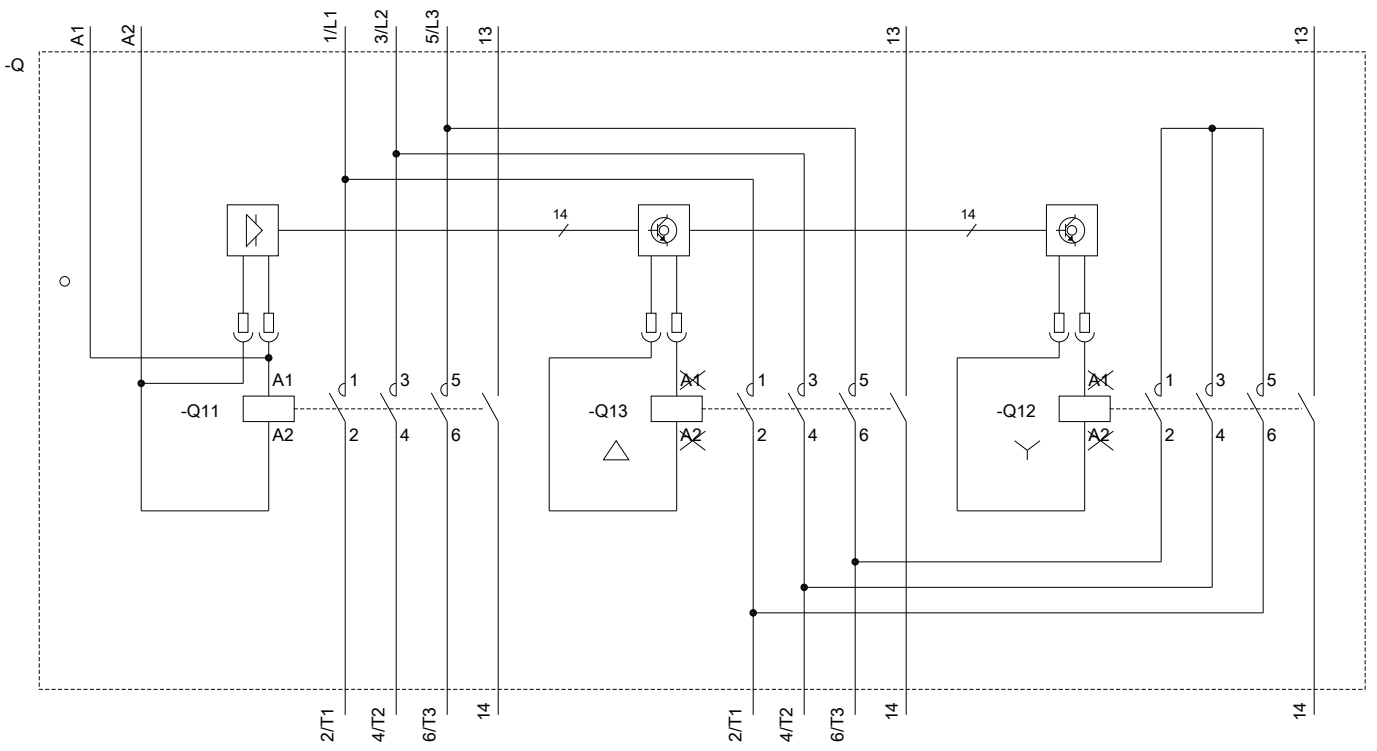 A1 A2 1/L1 3/L2 5/L3 13 13 13
-Q
14 14
A1 1 3 5 A1 1 3 5 A1 1 3 5
-Q11 -Q13 -Q12
A2 2 4 6 A2 2 4 6 A2 2 4 6
2/T1 4/T2 6/T3 14 2/T1 4/T2 6/T3 14 14